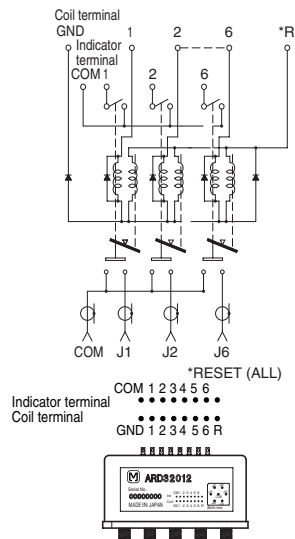 Coil terminal
GND 1 2 6 *R
Indicator
terminal
COM 1 2 6
COM J1 J2 J6
*RESET (ALL)
COM 1 2 3 4 5 6
Indicator terminal
Coil terminal
GND 1 2 3 4 5 6 R
M ARD32012
Serial No.
00000000
MADE IN JAPAN